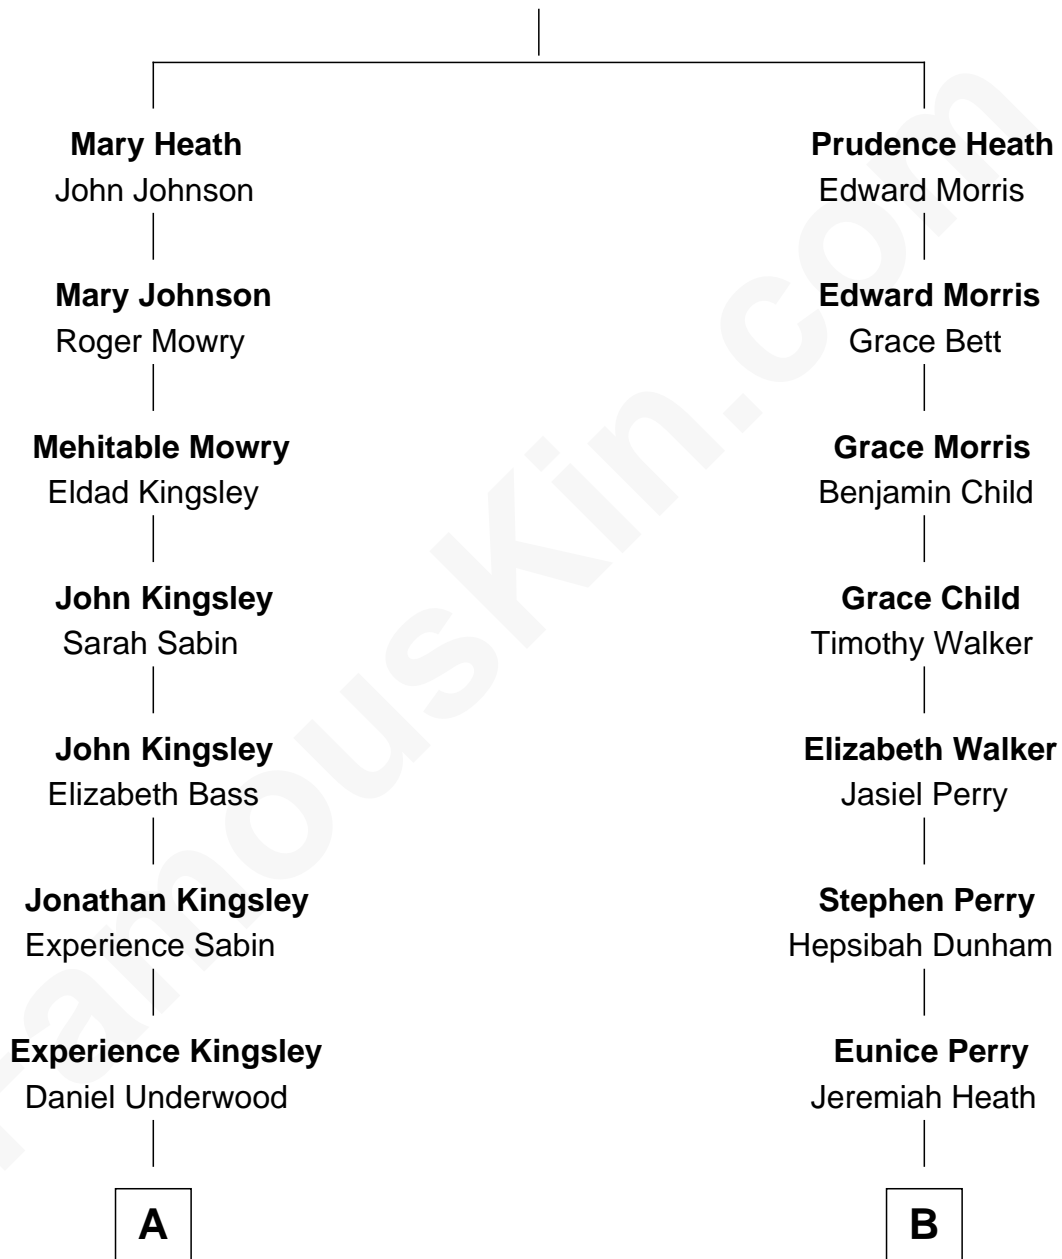 Mary Heath
John Johnson
Mary Johnson
Roger Mowry
Mehitable Mowry
Eldad Kingsley
John Kingsley
Sarah Sabin
John Kingsley
Elizabeth Bass
Jonathan Kingsley
Experience Sabin
Experience Kingsley
Daniel Underwood
A
Prudence Heath
Edward Morris
Edward Morris
Grace Bett
Grace Morris
Benjamin Child
Grace Child
Timothy Walker
Elizabeth Walker
Jasiel Perry
Stephen Perry
Hepsibah Dunham
Eunice Perry
Jeremiah Heath
B
FamousKin.com